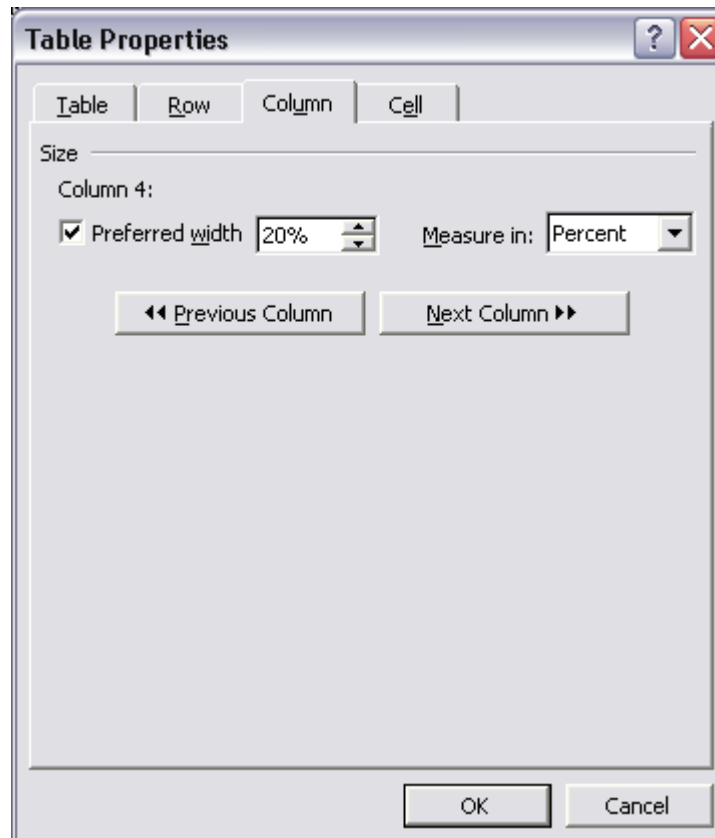 Table Properties
?
Table Row Column Cell
Size
Column 4:
Preferred width 20% Measure in: Percent
Previous Column Next Column
OK Cancel